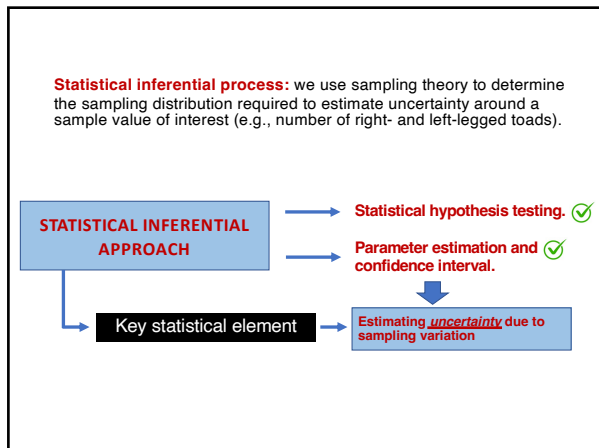 Statistical inferential process: we use sampling theory to determine
the sampling distribution required to estimate uncertainty around a
sample value of interest (e.g., number of right- and left-legged toads).
STATISTICAL INFERENTIAL
APPROACH
Statistical hypothesis testing.
Parameter estimation and
confidence interval.
Key statistical element
Estimating uncertainty due to
sampling variation